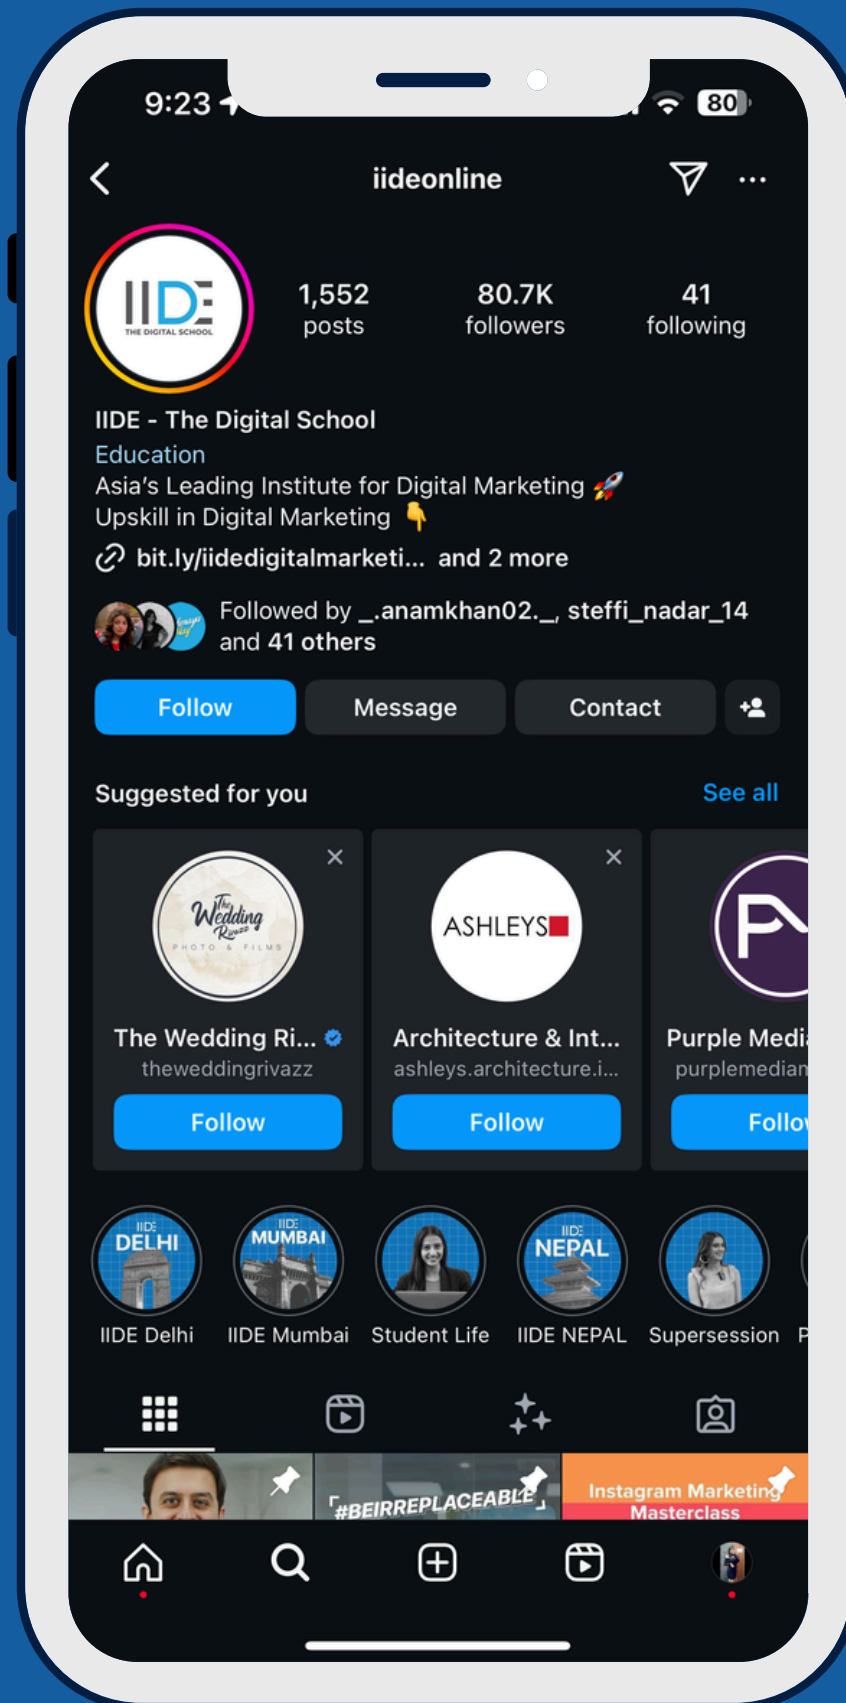 9:23
80
iideonline
IIDE
THE DIGITAL SCHOOL
1,552
posts
80.7K
followers
41
following
IIDE - The Digital School
Education
Asia's Leading Institute for Digital Marketing 🚀
Upskill in Digital Marketing 👇
bit.ly/iidedigitalmarketi... and 2 more
Followed by _.anamkhan02._, steffi_nadar_14
and 41 others
Follow
Message
Contact
Suggested for you
See all
The
Wedding
Rivazz
PHOTO & FILMS
The Wedding Ri...
theweddingrivazz
Follow
ASHLEYS
Architecture & Int...
ashleys.architecture.i...
Follow
Purple Medi
purplemedian
Follo
IIDE
DELHI
IIDE Delhi
IIDE
MUMBAI
IIDE Mumbai
Student Life
IIDE
NEPAL
IIDE NEPAL
Supersession
P
#BEIRREPLACEABLE
Instagram Marketing
Masterclass